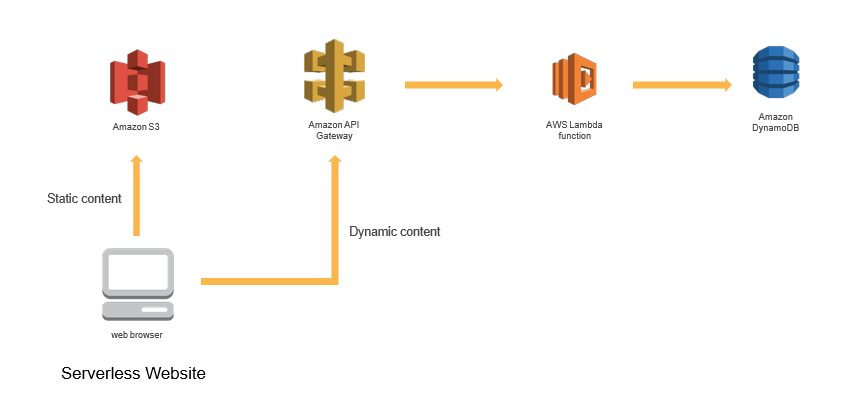 Amazon S3
Amazon API
Gateway
AWS Lambda
function
Amazon
DynamoDB
Static content
Dynamic content
web browser
Serverless Website